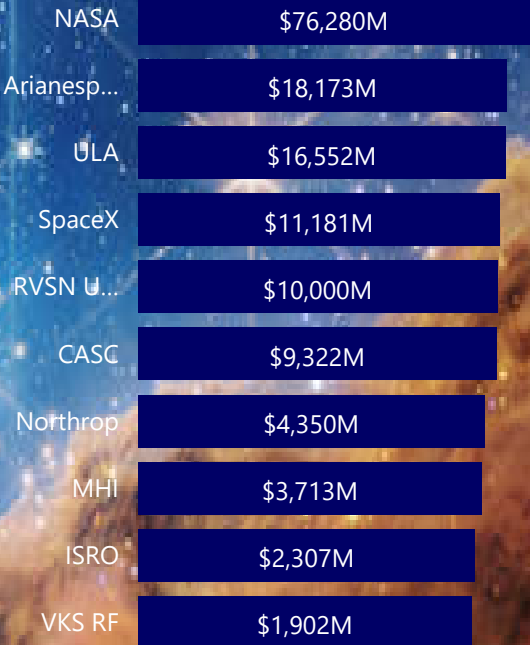 NASA $76,280M
Arianesp... $18,173M
ULA $16,552M
SpaceX $11,181M
RVSN U... $10,000M
CASC $9,322M
Northrop $4,350M
MHI $3,713M
ISRO $2,307M
VKS RF $1,902M